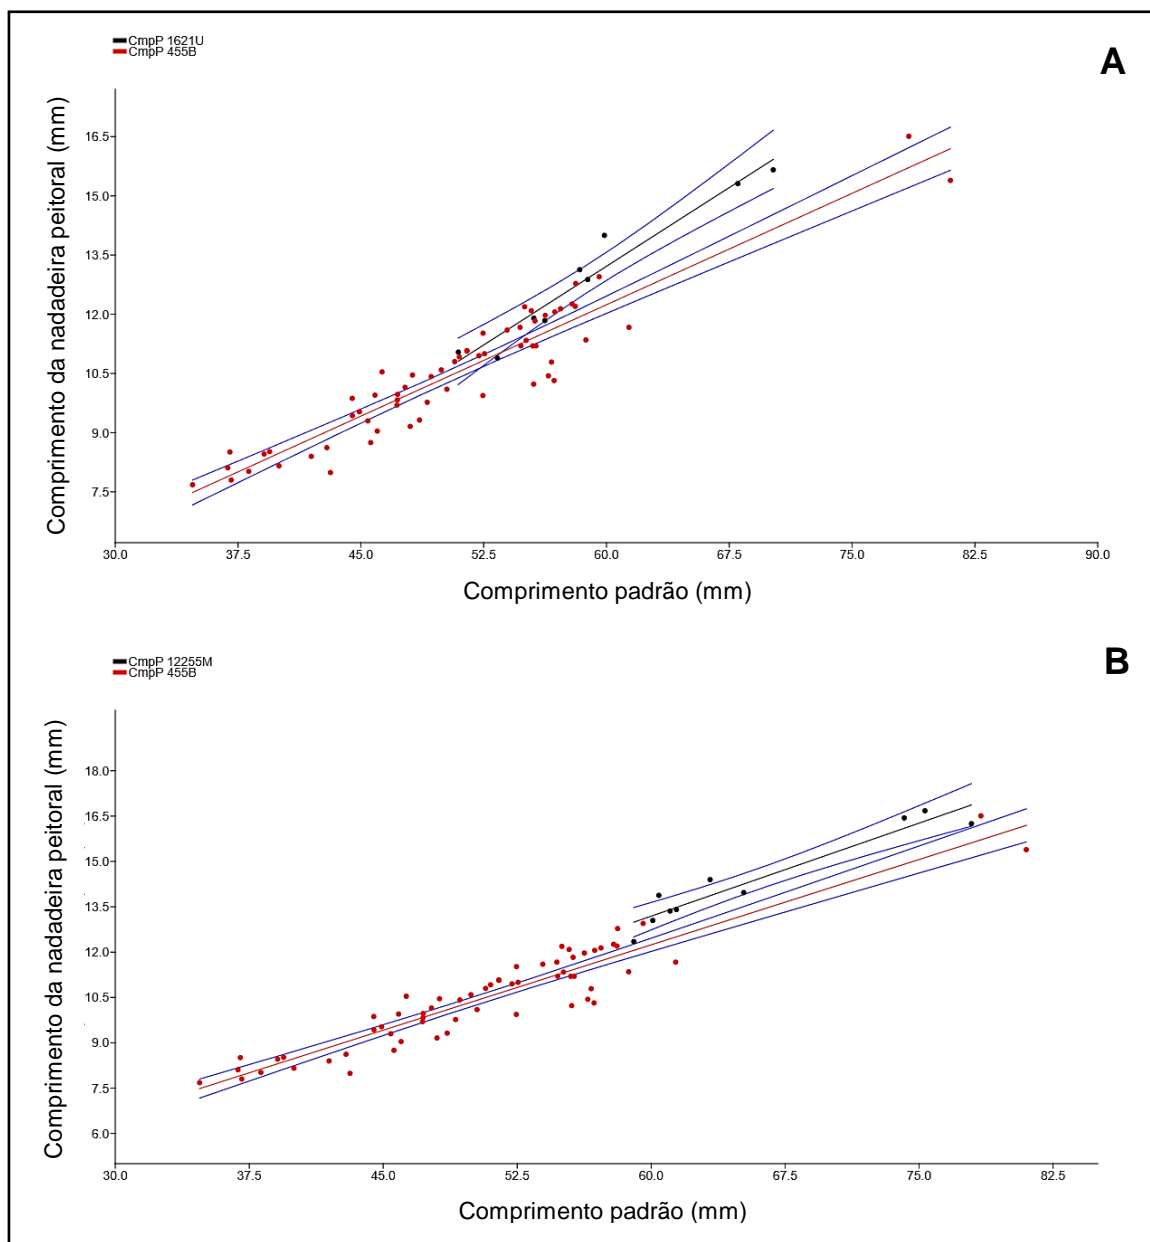 CmpP 1621U
CmpP 455B
A
Comprimento da nadadeira peitoral (mm)
16.5
15.0
13.5
12.0
10.5
9.0
7.5
30.0 37.5 45.0 52.5 60.0 67.5 75.0 82.5 90.0
Comprimento padrão (mm)
CmpP 12255M
CmpP 455B
B
Comprimento da nadadeira peitoral (mm)
18.0
16.5
15.0
13.5
12.0
10.5
9.0
7.5
6.0
30.0 37.5 45.0 52.5 60.0 67.5 75.0 82.5
Comprimento padrão (mm)